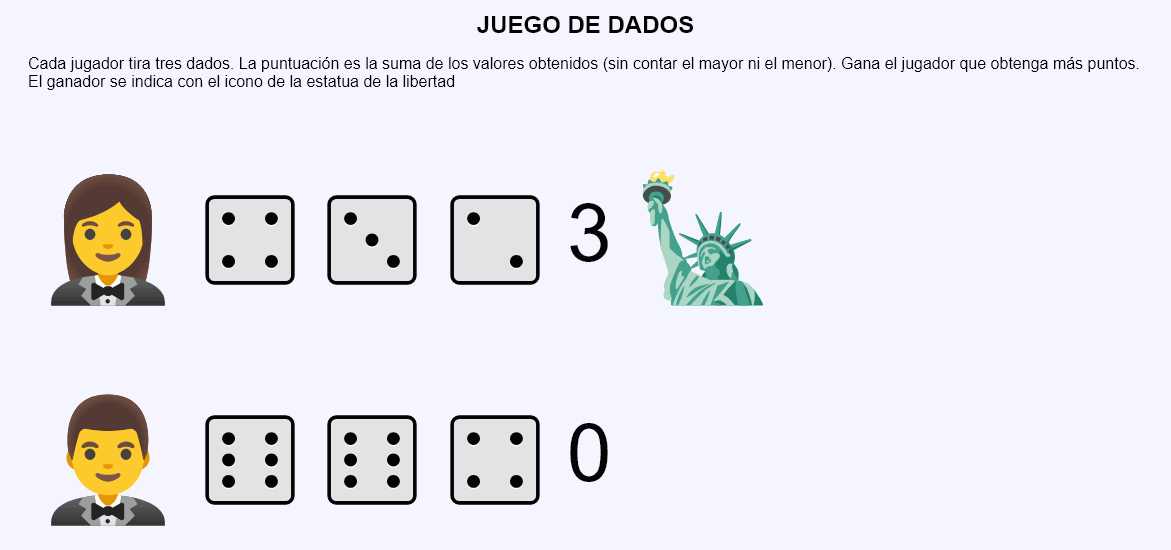 JUEGO DE DADOS
Cada jugador tira tres dados. La puntuación es la suma de los valores obtenidos (sin contar el mayor ni el menor). Gana el jugador que obtenga más puntos.
El ganador se indica con el icono de la estatua de la libertad
3
0